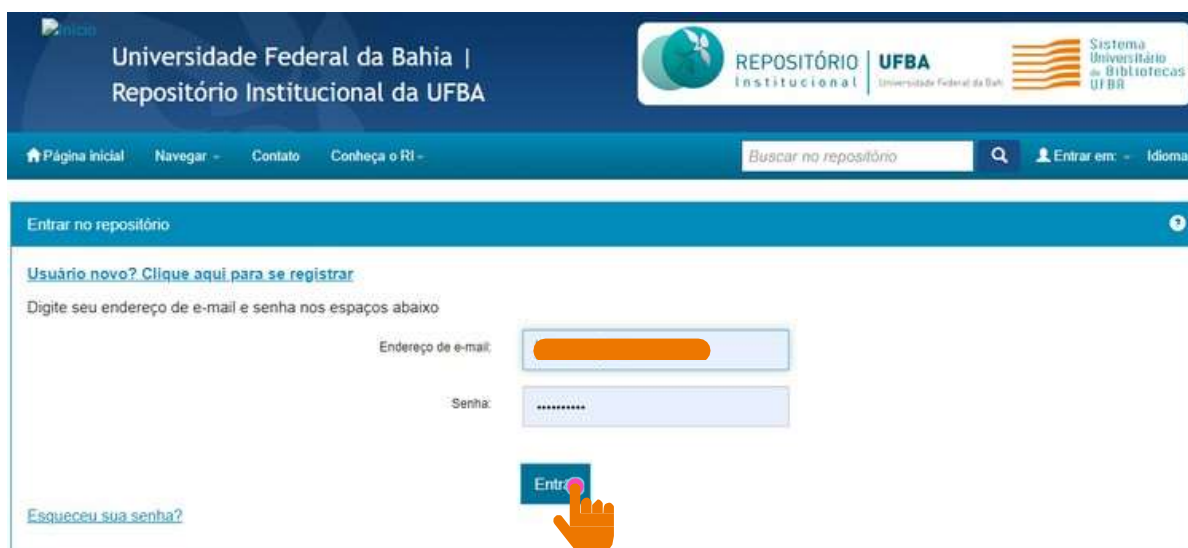 Início
Universidade Federal da Bahia |
Repositório Institucional da UFBA
REPOSITÓRIO
Institucional
UFBA
Universidade Federal da Bah
Sistema
Universitário
de Bibliotecas
UFBA
Página inicial Navegar Contato Conheça o RI
Buscar no repositório
Entrar em: Idioma
Entrar no repositório
?
Usuário novo? Clique aqui para se registrar
Digite seu endereço de e-mail e senha nos espaços abaixo
Endereço de e-mail:
Senha:
Entra
Esqueceu sua senha?